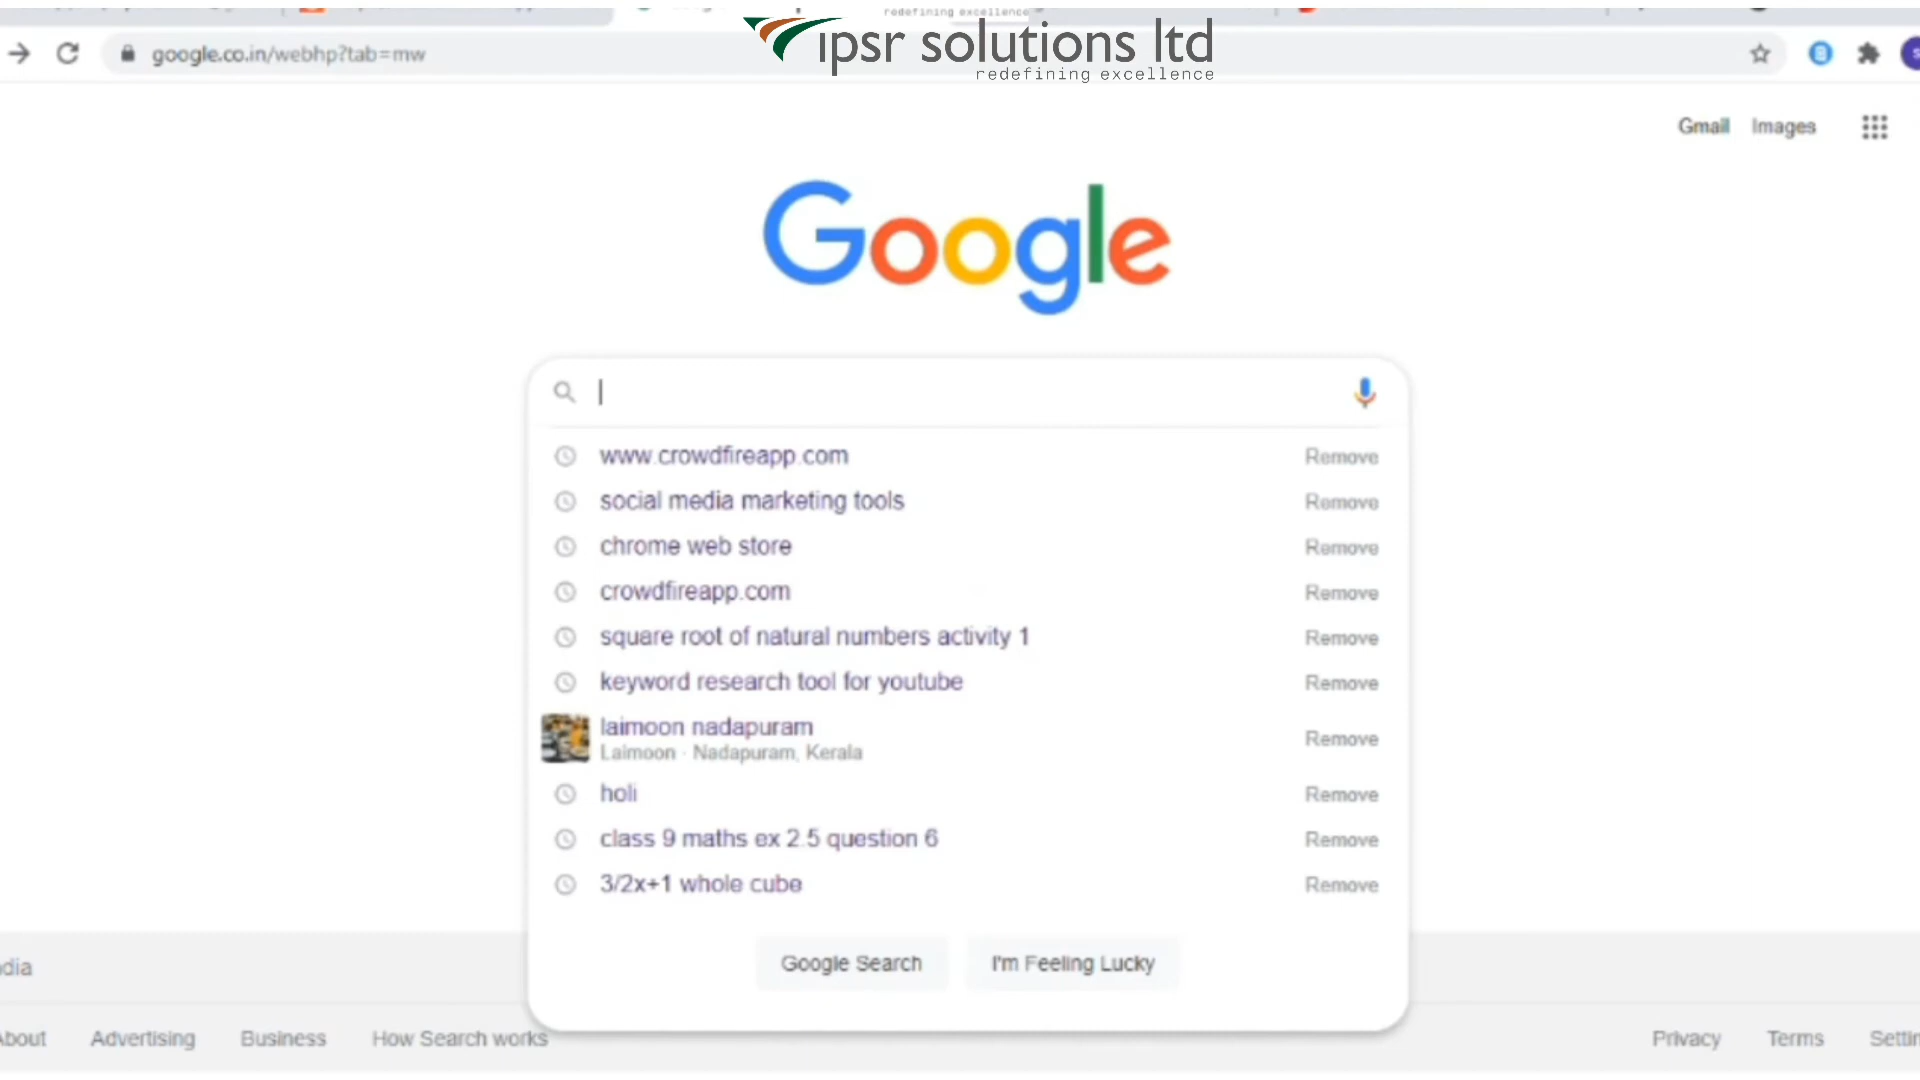 redefining excellence
ipsr solutions ltd
redefining excellence
google.co.in/webhp?tab=mw
Gmail Images
Google
www.crowdfireapp.com Remove
social media marketing tools Remove
chrome web store Remove
crowdfireapp.com Remove
square root of natural numbers activity 1 Remove
keyword research tool for youtube Remove
laimoon nadapuram
Laimoon · Nadapuram, Kerala Remove
holi Remove
class 9 maths ex 2.5 question 6 Remove
3/2x+1 whole cube Remove
Google Search I'm Feeling Lucky
dia
About Advertising Business How Search works Privacy Terms Settin